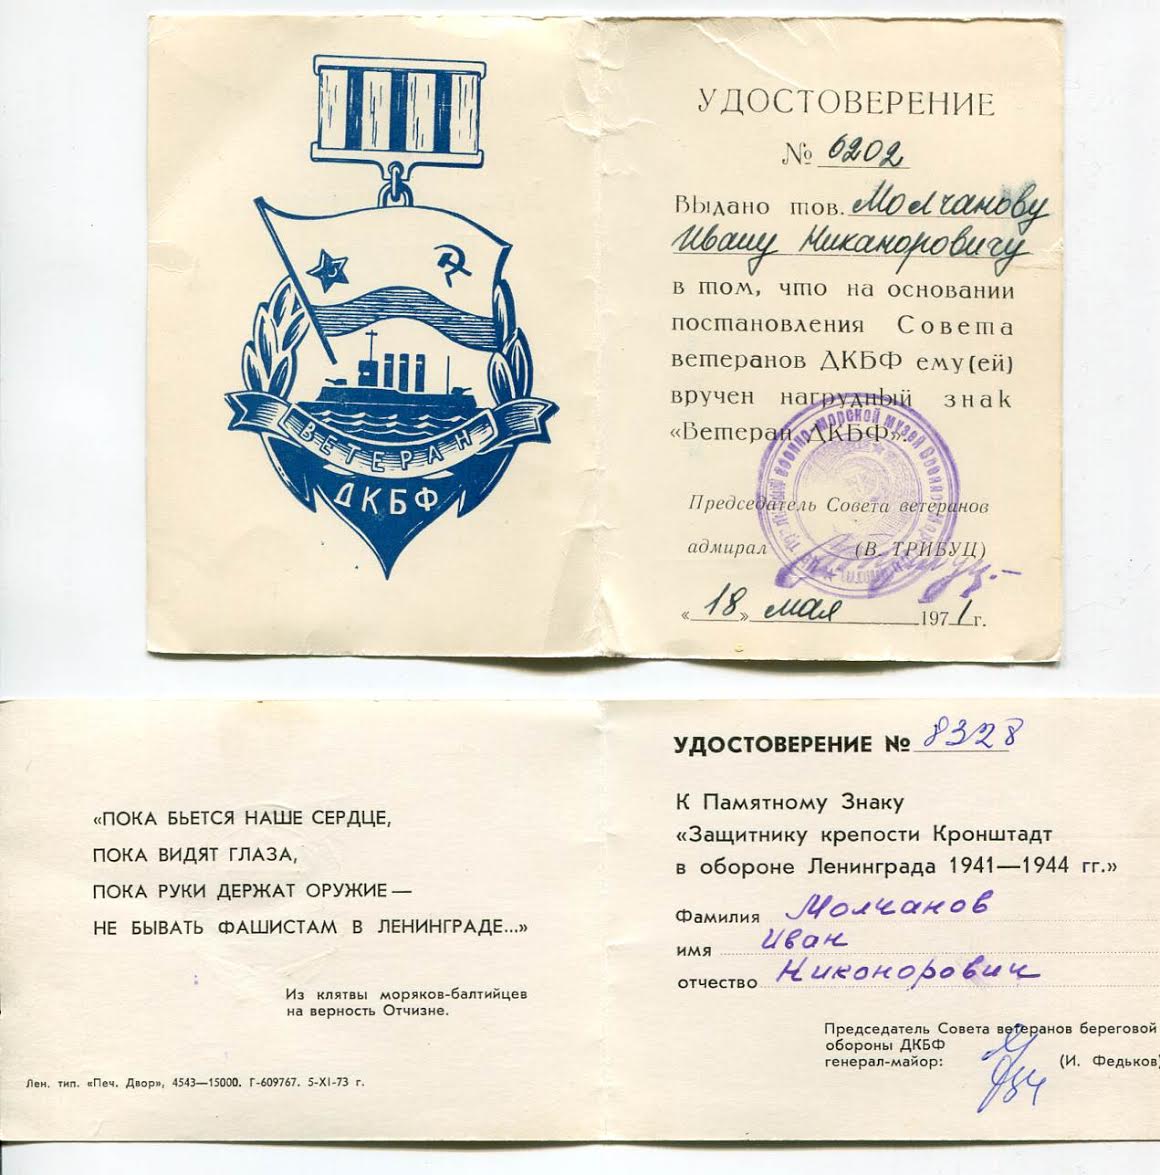 ВЕТЕРАН
ДКБФ
УДОСТОВЕРЕНИЕ
№ 6202
Выдано тов. Молчанову
Ивану Никаноровичу
в том, что на основании
постановления Совета
ветеранов ДКБФ ему(ей)
вручен нагрудный знак
«Ветеран ДКБФ».
Председатель Совета ветеранов
адмирал (В. ТРИБУЦ)
«18» мая 1971 г.
военно-морской музей
«ПОКА БЬЕТСЯ НАШЕ СЕРДЦЕ,
ПОКА ВИДЯТ ГЛАЗА,
ПОКА РУКИ ДЕРЖАТ ОРУЖИЕ —
НЕ БЫВАТЬ ФАШИСТАМ В ЛЕНИНГРАДЕ...»
Из клятвы моряков-балтийцев
на верность Отчизне.
Лен. тип. «Печ. Двор», 4543—15000. Г-609767. 5-XI-73 г.
УДОСТОВЕРЕНИЕ № 8328
К Памятному Знаку
«Защитнику крепости Кронштадт
в обороне Ленинграда 1941—1944 гг.»
Фамилия Молчанов
имя Иван
отчество Никонорович
Председатель Совета ветеранов береговой
обороны ДКБФ
генерал-майор: (И. Федьков)